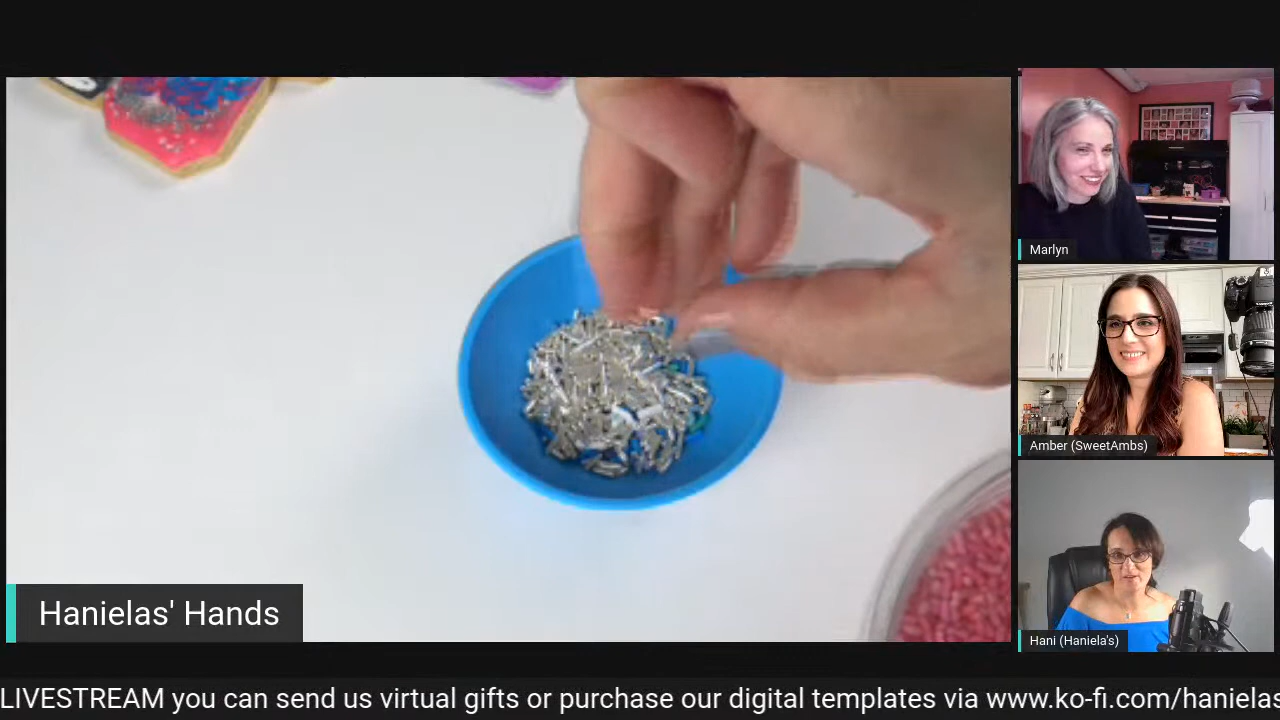 Marlyn
Amber (SweetAmbs)
Hanielas' Hands
Hani (Haniela's)
LIVESTREAM you can send us virtual gifts or purchase our digital templates via www.ko-fi.com/hanielas